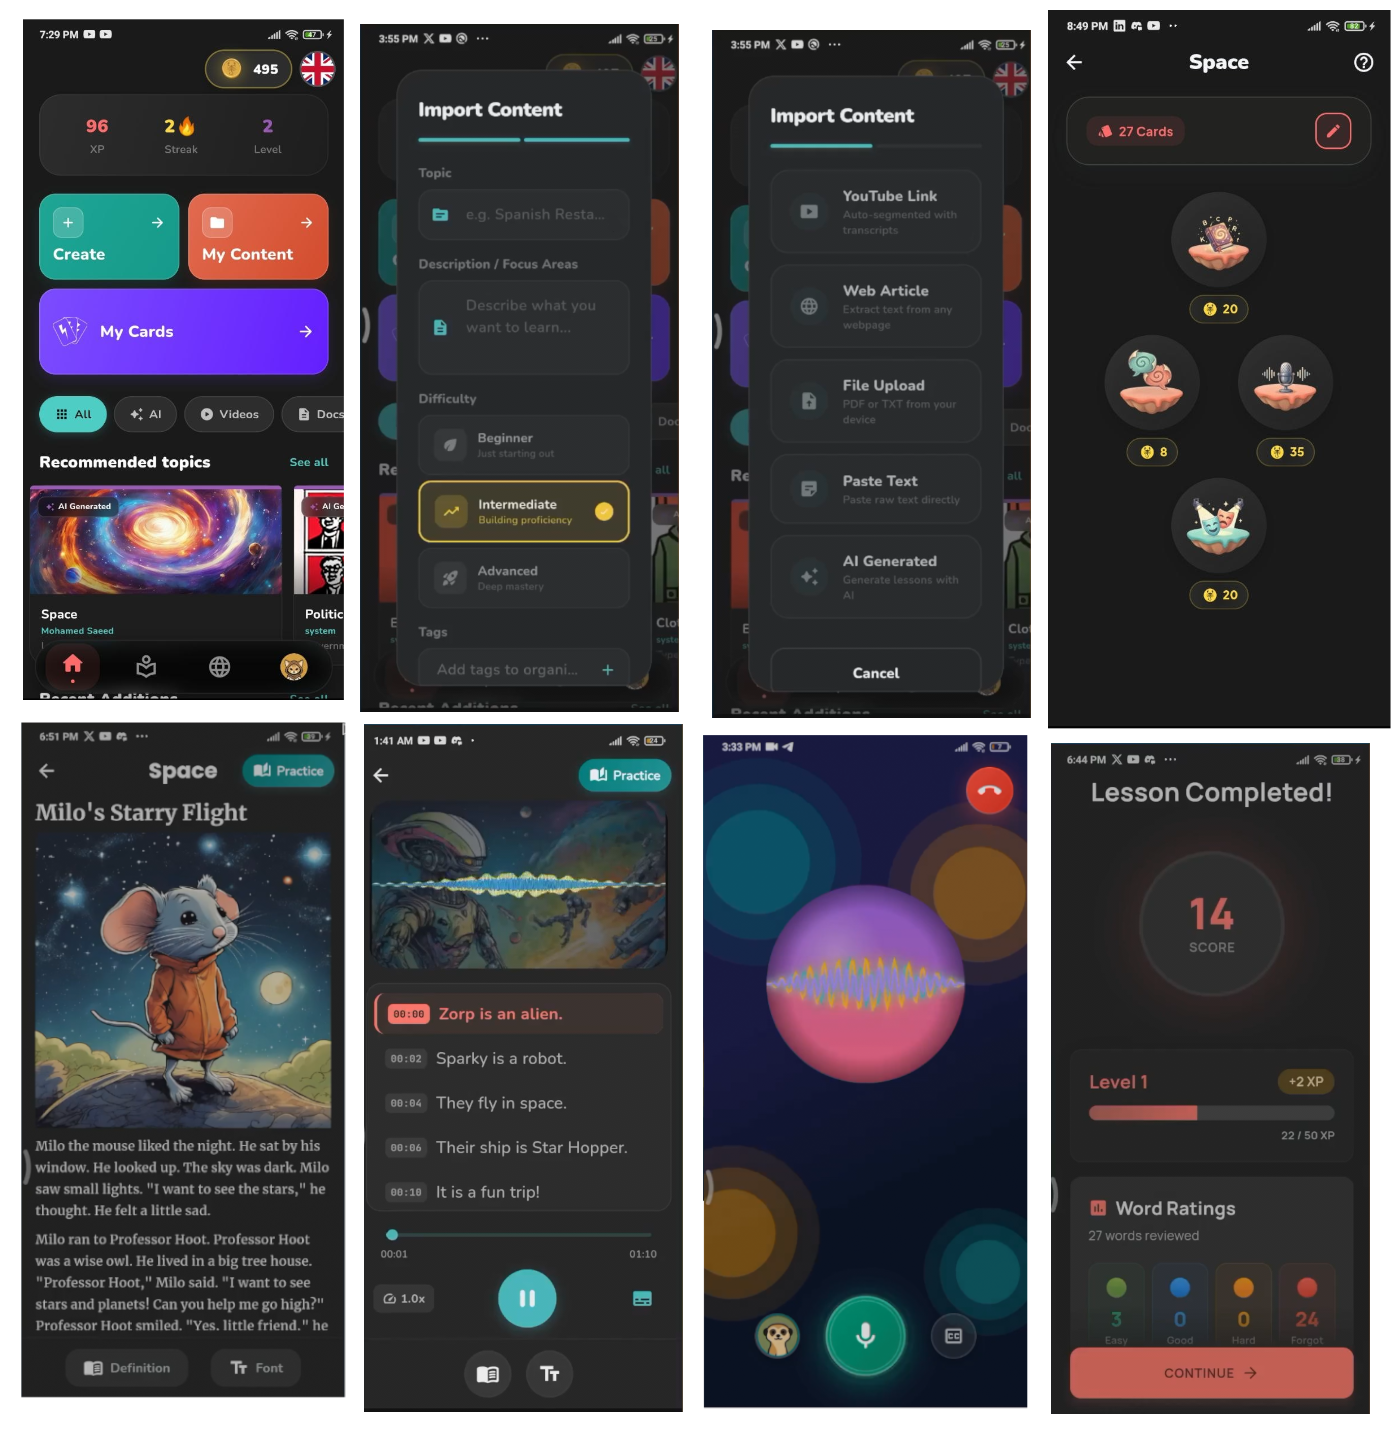 7:29 PM
47
495
96
2
2
XP
Streak
Level
Create
My Content
My Cards
All
AI
Videos
Docs
Recommended topics
See all
AI Generated
Space
Mohamed Saeed
Politic
system
3:55 PM
Import Content
Topic
e.g. Spanish Resta...
Description / Focus Areas
Describe what you
want to learn...
Difficulty
Beginner
Just starting out
Intermediate
Building proficiency
Advanced
Deep mastery
Tags
Add tags to organi...
3:55 PM
Import Content
YouTube Link
Auto-segmented with
transcripts
Web Article
Extract text from any
webpage
File Upload
PDF or TXT from your
device
Paste Text
Paste raw text directly
AI Generated
Generate lessons with
AI
Cancel
8:49 PM
Space
27 Cards
20
8
35
20
6:51 PM
Space
Practice
Milo's Starry Flight
Milo the mouse liked the night. He sat by his
window. He looked up. The sky was dark. Milo
saw small lights. "I want to see the stars," he
thought. He felt a little sad.
Milo ran to Professor Hoot. Professor Hoot
was a wise owl. He lived in a big tree house.
"Professor Hoot," Milo said. "I want to see
stars and planets! Can you help me go high?"
Professor Hoot smiled. "Yes, little friend." he
Definition
Font
1:41 AM
24
Practice
00:00 Zorp is an alien.
00:02 Sparky is a robot.
00:04 They fly in space.
00:06 Their ship is Star Hopper.
00:10 It is a fun trip!
00:01
01:10
1.0x
3:33 PM
7
CC
6:44 PM
Lesson Completed!
14
SCORE
Level 1
+2 XP
22 / 50 XP
Word Ratings
27 words reviewed
3
0
0
24
Easy
Good
Hard
Forgot
CONTINUE